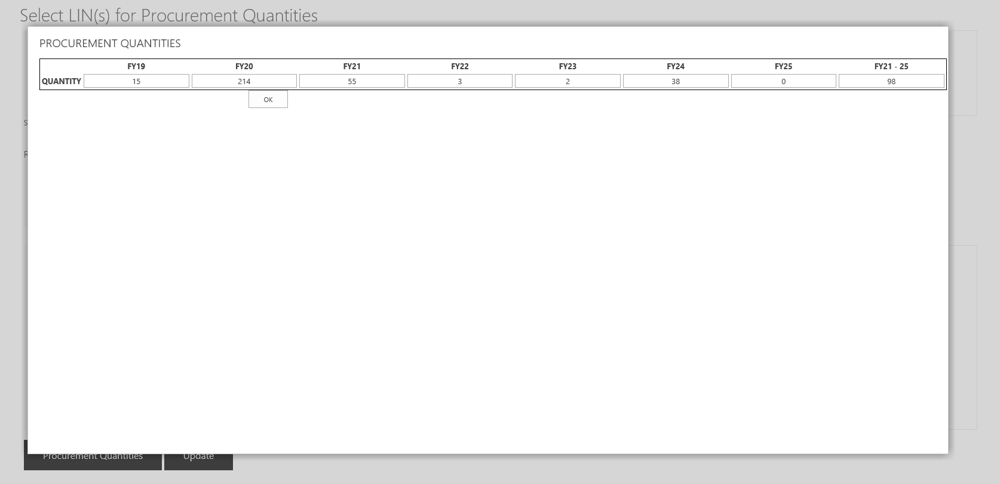 Select LIN(s) for Procurement Quantities
PROCUREMENT QUANTITIES
FY19 FY20 FY21 FY22 FY23 FY24 FY25 FY21 - 25
QUANTITY 15 214 55 3 2 38 0 98
OK
Procurement Quantities Update